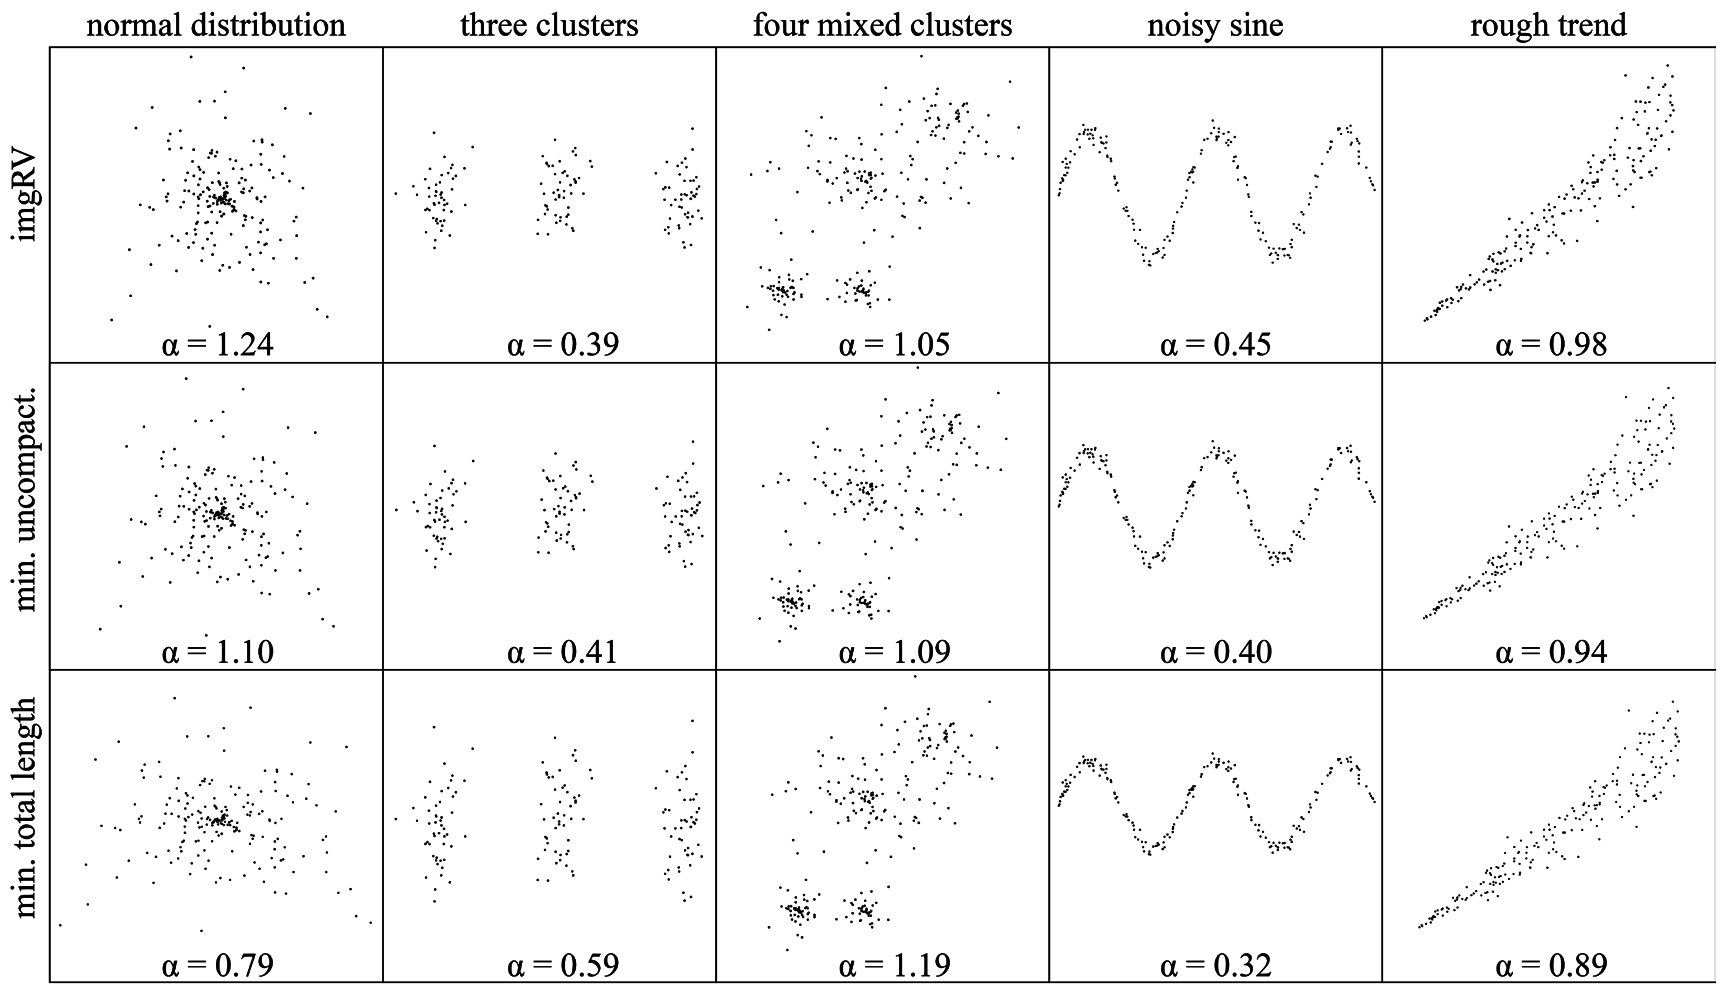 normal distribution three clusters four mixed clusters noisy sine rough trend
imgRV
α = 1.24 α = 0.39 α = 1.05 α = 0.45 α = 0.98
min. uncompact.
α = 1.10 α = 0.41 α = 1.09 α = 0.40 α = 0.94
min. total length
α = 0.79 α = 0.59 α = 1.19 α = 0.32 α = 0.89